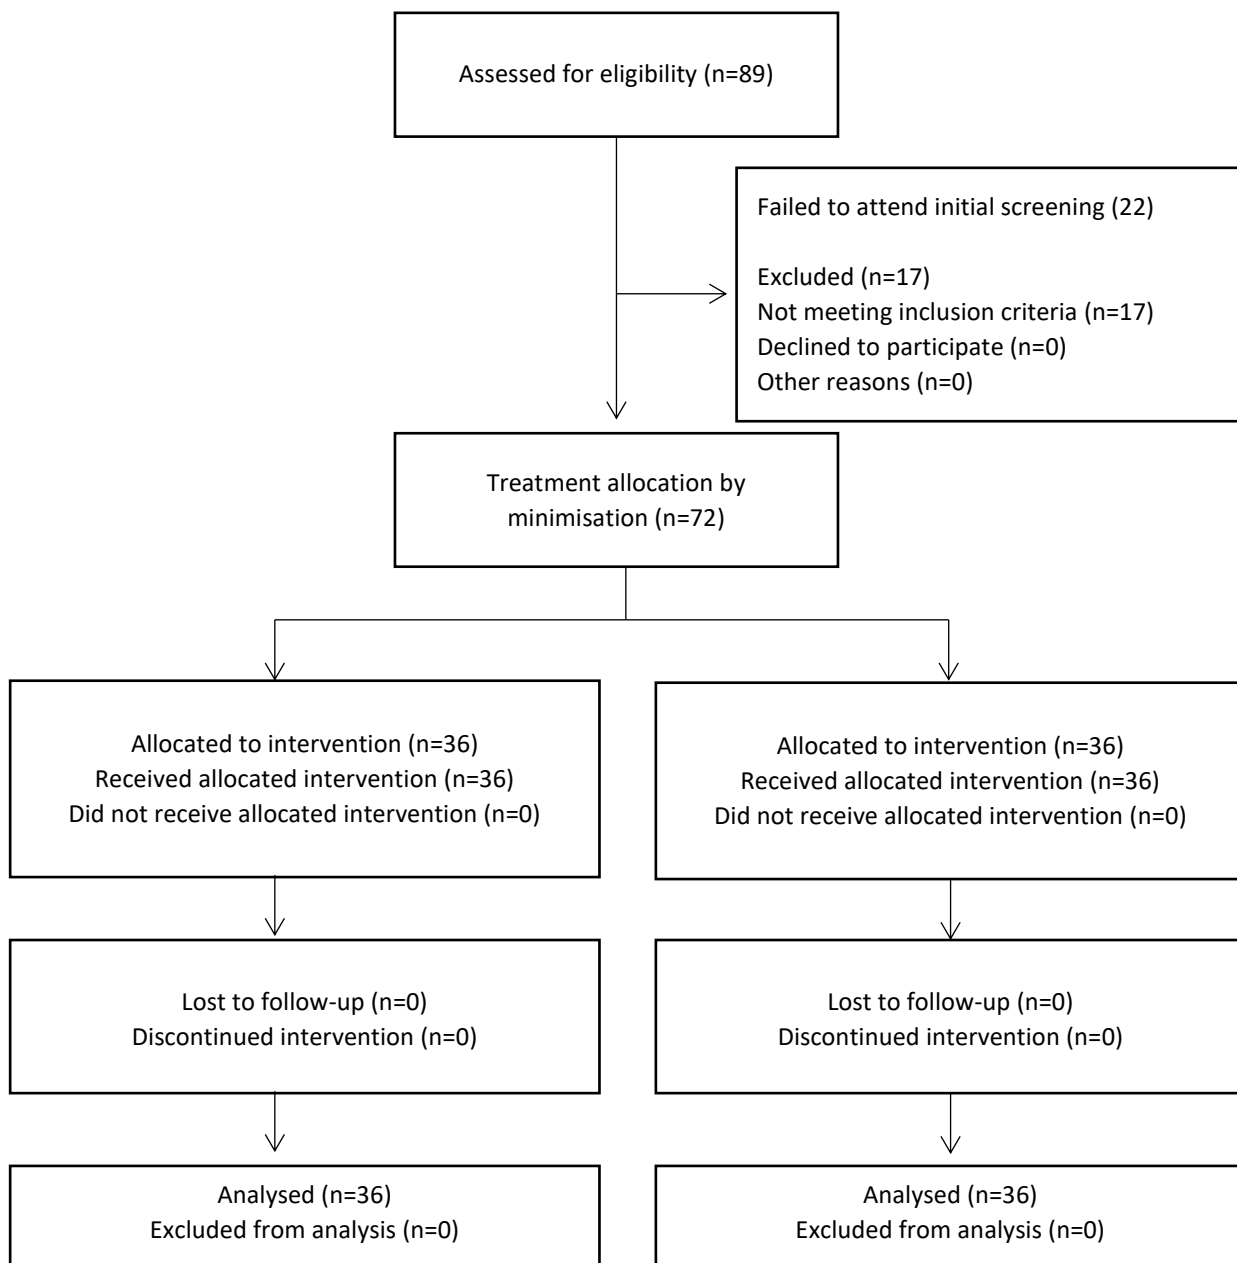 Assessed for eligibility (n=89)
Failed to attend initial screening (22)
Excluded (n=17)
Not meeting inclusion criteria (n=17)
Declined to participate (n=0)
Other reasons (n=0)
Treatment allocation by
minimisation (n=72)
Allocated to intervention (n=36)
Received allocated intervention (n=36)
Did not receive allocated intervention (n=0)
Allocated to intervention (n=36)
Received allocated intervention (n=36)
Did not receive allocated intervention (n=0)
Lost to follow-up (n=0)
Discontinued intervention (n=0)
Lost to follow-up (n=0)
Discontinued intervention (n=0)
Analysed (n=36)
Excluded from analysis (n=0)
Analysed (n=36)
Excluded from analysis (n=0)